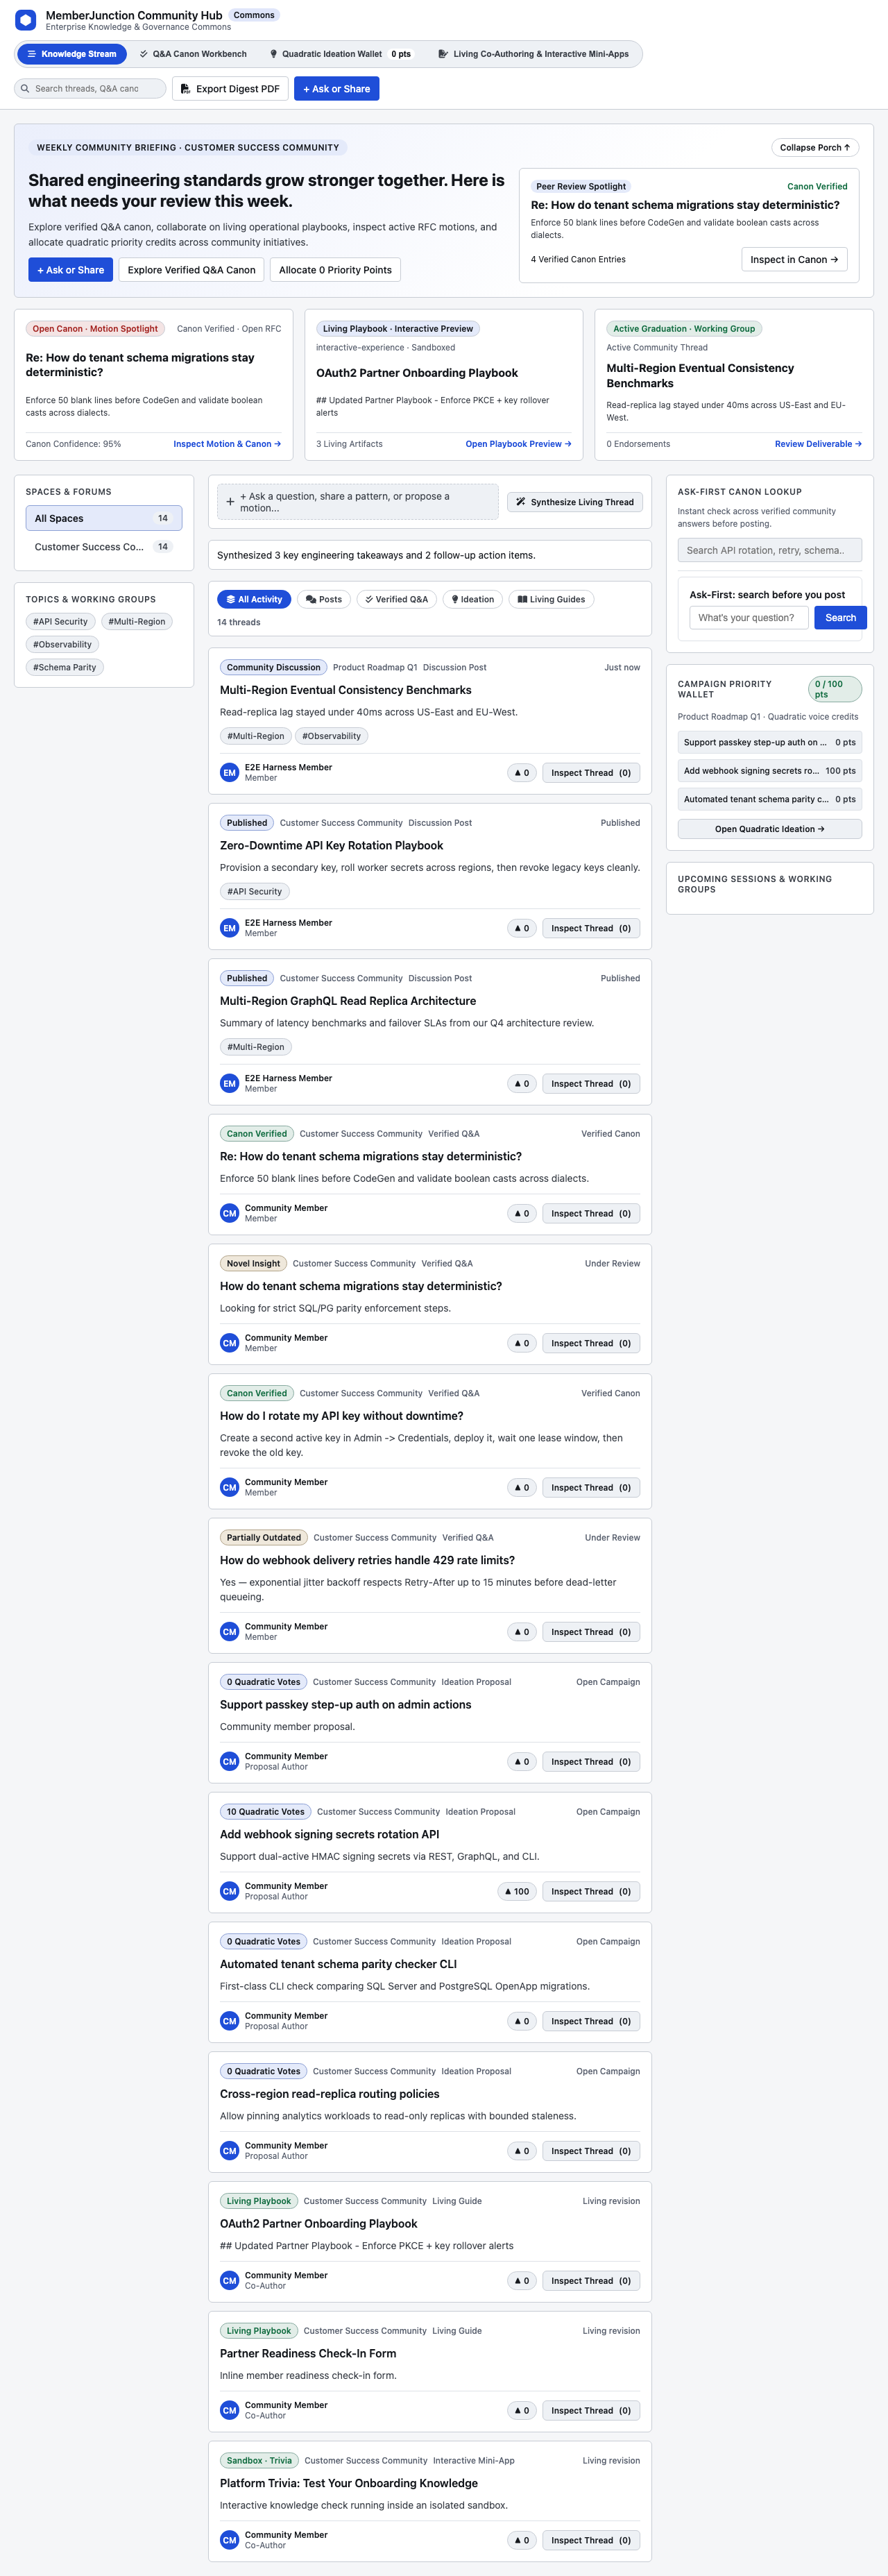 MemberJunction Community Hub Commons
Enterprise Knowledge & Governance Commons
Knowledge Stream
Q&A Canon Workbench
Quadratic Ideation Wallet 0 pts
Living Co-Authoring & Interactive Mini-Apps
Search threads, Q&A canc
Export Digest PDF
+ Ask or Share
WEEKLY COMMUNITY BRIEFING · CUSTOMER SUCCESS COMMUNITY
Collapse Porch ↑
Shared engineering standards grow stronger together. Here is
what needs your review this week.
Explore verified Q&A canon, collaborate on living operational playbooks, inspect active RFC motions, and
allocate quadratic priority credits across community initiatives.
+ Ask or Share
Explore Verified Q&A Canon
Allocate 0 Priority Points
Peer Review Spotlight
Canon Verified
Re: How do tenant schema migrations stay deterministic?
Enforce 50 blank lines before CodeGen and validate boolean casts across
dialects.
4 Verified Canon Entries
Inspect in Canon →
Open Canon · Motion Spotlight
Canon Verified · Open RFC
Re: How do tenant schema migrations stay
deterministic?
Enforce 50 blank lines before CodeGen and validate boolean
casts across dialects.
Canon Confidence: 95%
Inspect Motion & Canon →
Living Playbook · Interactive Preview
interactive-experience · Sandboxed
OAuth2 Partner Onboarding Playbook
## Updated Partner Playbook - Enforce PKCE + key rollover
alerts
3 Living Artifacts
Open Playbook Preview →
Active Graduation · Working Group
Active Community Thread
Multi-Region Eventual Consistency
Benchmarks
Read-replica lag stayed under 40ms across US-East and EU-
West.
0 Endorsements
Review Deliverable →
SPACES & FORUMS
All Spaces 14
Customer Success Co... 14
TOPICS & WORKING GROUPS
#API Security
#Multi-Region
#Observability
#Schema Parity
+ Ask a question, share a pattern, or propose a
motion...
Synthesize Living Thread
Synthesized 3 key engineering takeaways and 2 follow-up action items.
All Activity
Posts
Verified Q&A
Ideation
Living Guides
14 threads
Community Discussion Product Roadmap Q1 Discussion Post Just now
Multi-Region Eventual Consistency Benchmarks
Read-replica lag stayed under 40ms across US-East and EU-West.
#Multi-Region #Observability
EM E2E Harness Member
Member
▲ 0 Inspect Thread (0)
Published Customer Success Community Discussion Post Published
Zero-Downtime API Key Rotation Playbook
Provision a secondary key, roll worker secrets across regions, then revoke legacy keys cleanly.
#API Security
EM E2E Harness Member
Member
▲ 0 Inspect Thread (0)
Published Customer Success Community Discussion Post Published
Multi-Region GraphQL Read Replica Architecture
Summary of latency benchmarks and failover SLAs from our Q4 architecture review.
#Multi-Region
EM E2E Harness Member
Member
▲ 0 Inspect Thread (0)
Canon Verified Customer Success Community Verified Q&A Verified Canon
Re: How do tenant schema migrations stay deterministic?
Enforce 50 blank lines before CodeGen and validate boolean casts across dialects.
CM Community Member
Member
▲ 0 Inspect Thread (0)
Novel Insight Customer Success Community Verified Q&A Under Review
How do tenant schema migrations stay deterministic?
Looking for strict SQL/PG parity enforcement steps.
CM Community Member
Member
▲ 0 Inspect Thread (0)
Canon Verified Customer Success Community Verified Q&A Verified Canon
How do I rotate my API key without downtime?
Create a second active key in Admin -> Credentials, deploy it, wait one lease window, then
revoke the old key.
CM Community Member
Member
▲ 0 Inspect Thread (0)
Partially Outdated Customer Success Community Verified Q&A Under Review
How do webhook delivery retries handle 429 rate limits?
Yes — exponential jitter backoff respects Retry-After up to 15 minutes before dead-letter
queueing.
CM Community Member
Member
▲ 0 Inspect Thread (0)
0 Quadratic Votes Customer Success Community Ideation Proposal Open Campaign
Support passkey step-up auth on admin actions
Community member proposal.
CM Community Member
Proposal Author
▲ 0 Inspect Thread (0)
10 Quadratic Votes Customer Success Community Ideation Proposal Open Campaign
Add webhook signing secrets rotation API
Support dual-active HMAC signing secrets via REST, GraphQL, and CLI.
CM Community Member
Proposal Author
▲ 100 Inspect Thread (0)
0 Quadratic Votes Customer Success Community Ideation Proposal Open Campaign
Automated tenant schema parity checker CLI
First-class CLI check comparing SQL Server and PostgreSQL OpenApp migrations.
CM Community Member
Proposal Author
▲ 0 Inspect Thread (0)
0 Quadratic Votes Customer Success Community Ideation Proposal Open Campaign
Cross-region read-replica routing policies
Allow pinning analytics workloads to read-only replicas with bounded staleness.
CM Community Member
Proposal Author
▲ 0 Inspect Thread (0)
Living Playbook Customer Success Community Living Guide Living revision
OAuth2 Partner Onboarding Playbook
## Updated Partner Playbook - Enforce PKCE + key rollover alerts
CM Community Member
Co-Author
▲ 0 Inspect Thread (0)
Living Playbook Customer Success Community Living Guide Living revision
Partner Readiness Check-In Form
Inline member readiness check-in form.
CM Community Member
Co-Author
▲ 0 Inspect Thread (0)
Sandbox · Trivia Customer Success Community Interactive Mini-App Living revision
Platform Trivia: Test Your Onboarding Knowledge
Interactive knowledge check running inside an isolated sandbox.
CM Community Member
Co-Author
▲ 0 Inspect Thread (0)
ASK-FIRST CANON LOOKUP
Instant check across verified community
answers before posting.
Search API rotation, retry, schema..
Ask-First: search before you post
What's your question?
Search
CAMPAIGN PRIORITY
WALLET
0 / 100
pts
Product Roadmap Q1 · Quadratic voice credits
Support passkey step-up auth on ... 0 pts
Add webhook signing secrets ro... 100 pts
Automated tenant schema parity c... 0 pts
Open Quadratic Ideation →
UPCOMING SESSIONS & WORKING
GROUPS